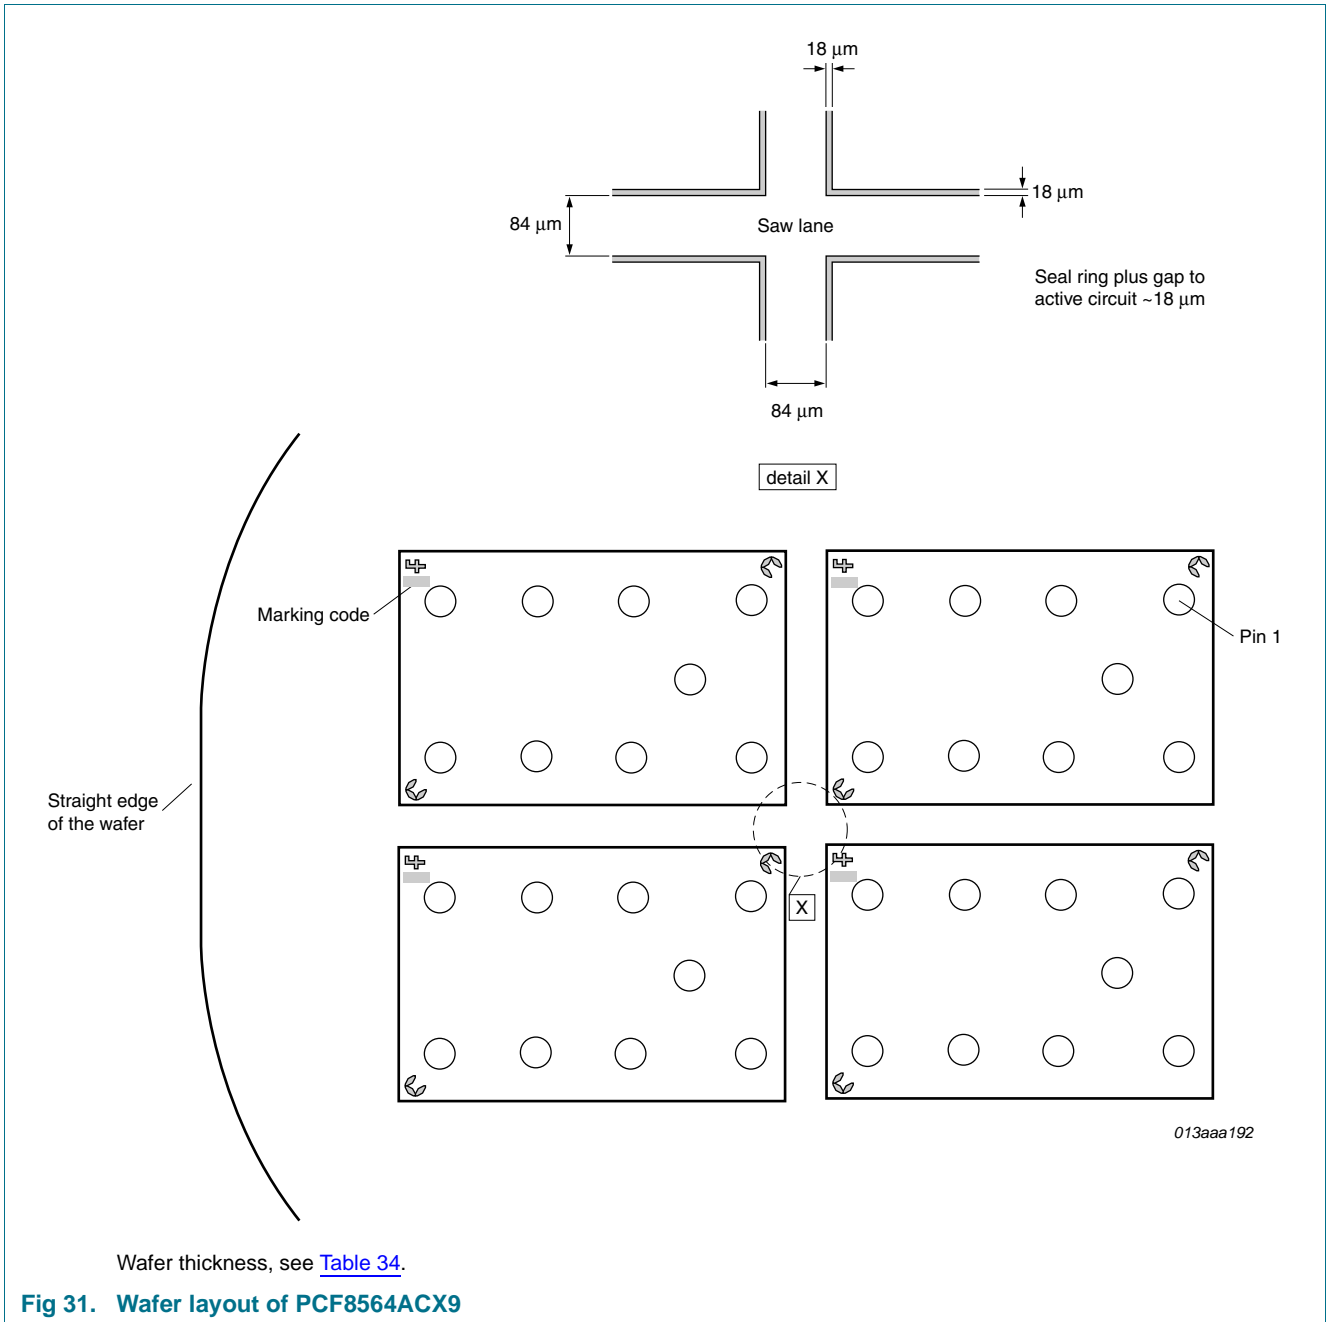 18 μm
18 μm
84 μm
Saw lane
Seal ring plus gap to
active circuit ~18 μm
84 μm
detail X
Marking code
Pin 1
Straight edge
of the wafer
X
013aaa192
Wafer thickness, see Table 34.
Fig 31. Wafer layout of PCF8564ACX9